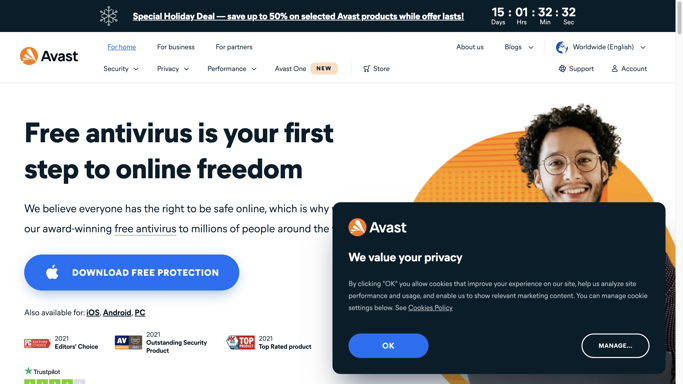 Special Holiday Deal — save up to 50% on selected Avast products while offer lasts!
15 : 01 : 32 : 32
Days Hrs Min Sec
Avast
For home For business For partners
About us Blogs Worldwide (English)
Security Privacy Performance Avast One NEW Store
Support Account
Free antivirus is your first
step to online freedom
We believe everyone has the right to be safe online, which is why
our award-winning free antivirus to millions of people around the
DOWNLOAD FREE PROTECTION
Also available for: iOS, Android, PC
2021
Editors' Choice
AV
2021
Outstanding Security
Product
TOP
PRODUCT
2021
Top Rated product
Trustpilot
Avast
We value your privacy
By clicking "OK" you allow cookies that improve your experience on our site, help us analyze site
performance and usage, and enable us to show relevant marketing content. You can manage cookie
settings below. See Cookies Policy
OK
MANAGE...